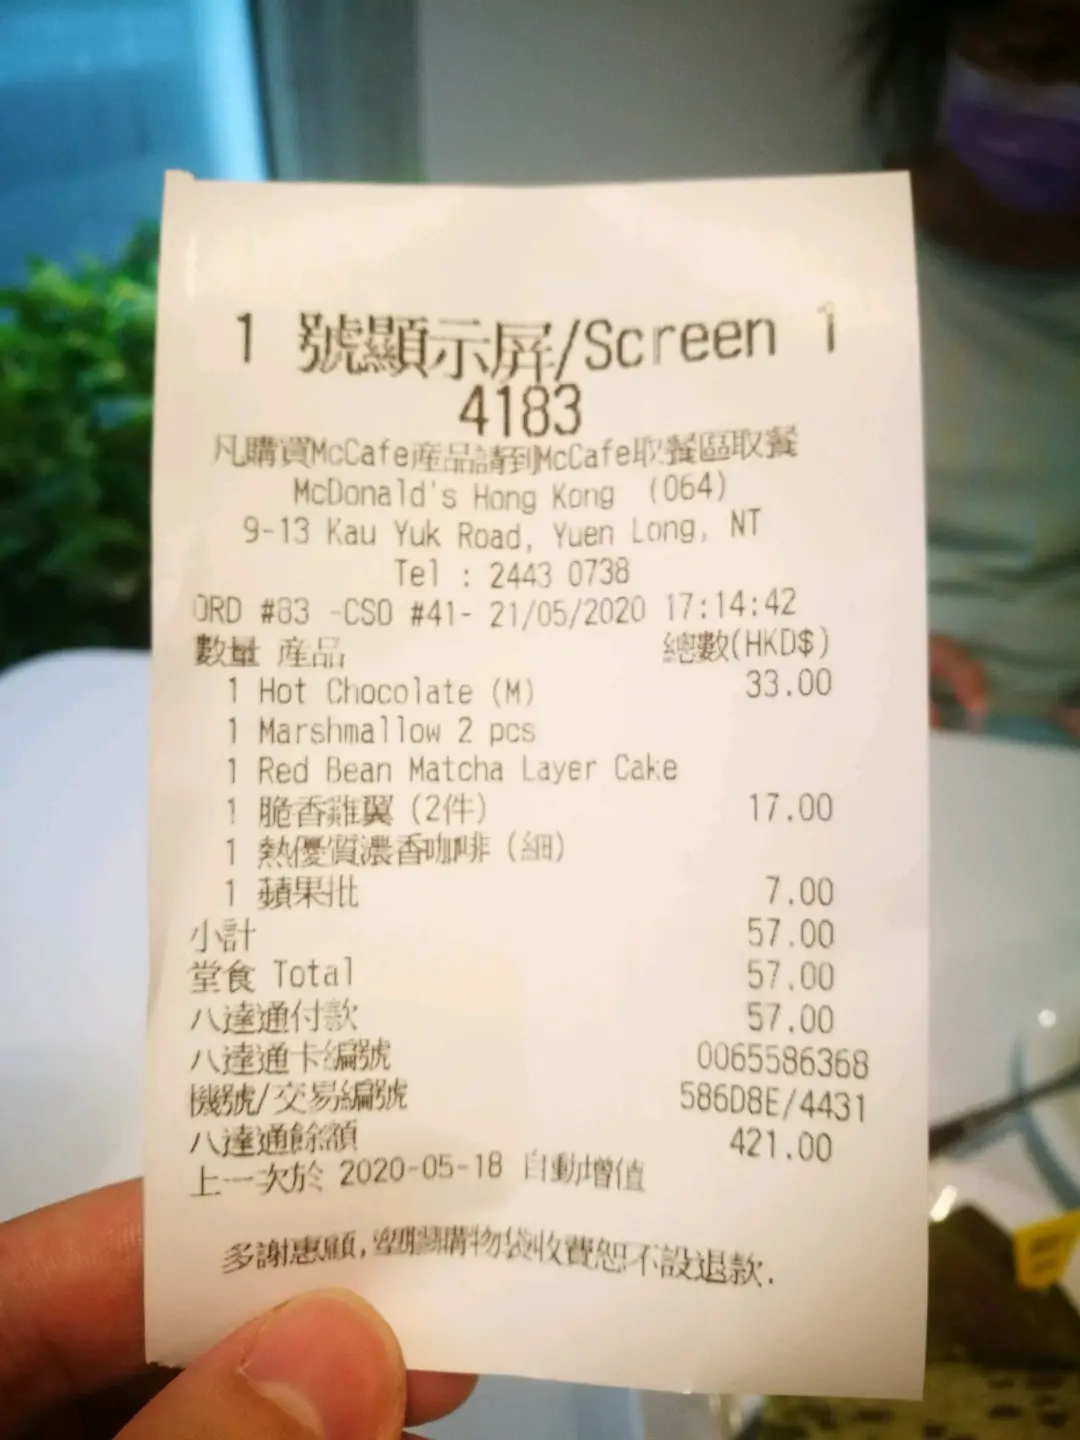 1 號顯示屏/Screen 1
4183
凡購買McCafe產品請到McCafe取餐區取餐
McDonald's Hong Kong (064)
9-13 Kau Yuk Road, Yuen Long, NT
Tel : 2443 0738
ORD #83 -CSO #41- 21/05/2020 17:14:42
數量 產品 總數(HKD$)
1 Hot Chocolate (M) 33.00
1 Marshmallow 2 pcs
1 Red Bean Matcha Layer Cake
1 脆香雞翼 (2件) 17.00
1 熱優質濃香咖啡 (細)
1 蘋果批 7.00
小計 57.00
堂食 Total 57.00
八達通付款 57.00
八達通卡編號 0065586368
機號/交易編號 586D8E/4431
八達通餘額 421.00
上一次於 2020-05-18 自動增值
多謝惠顧,塑膠購物袋收費恕不設退款.